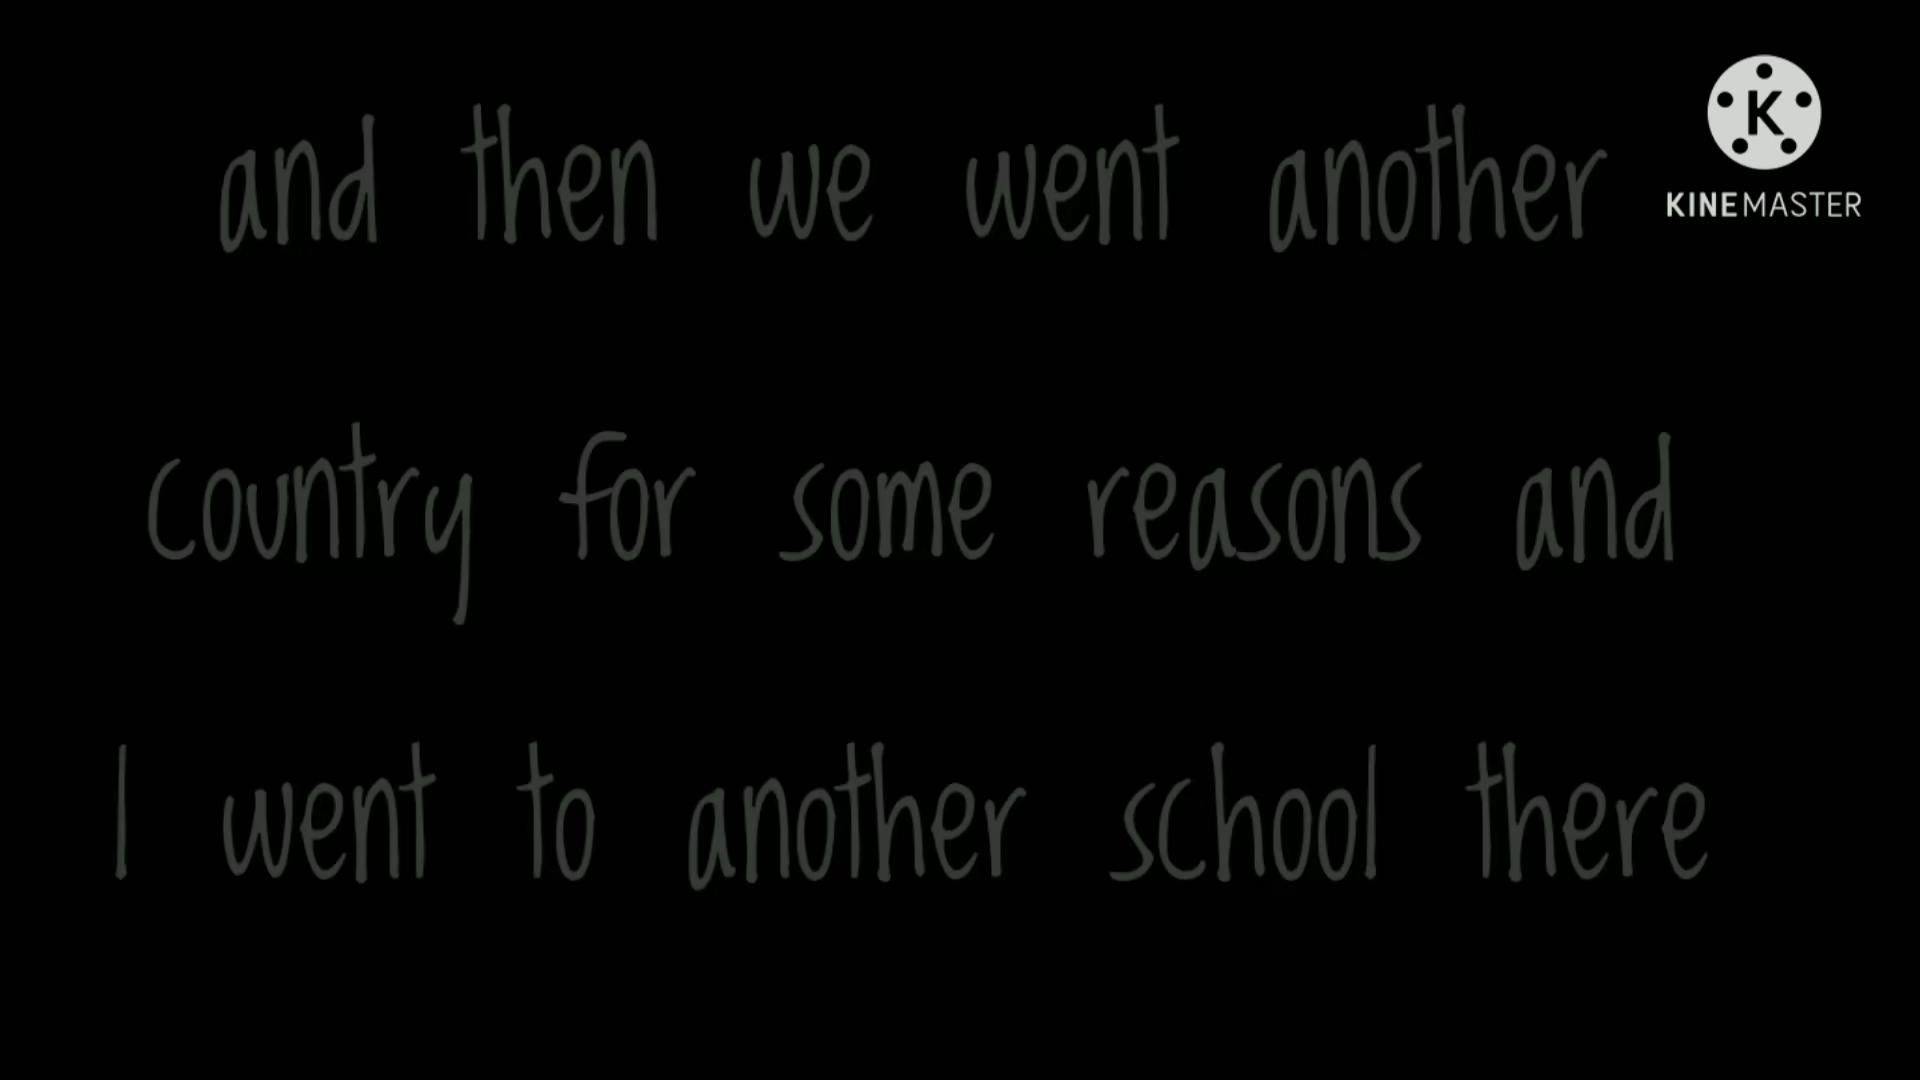 and then we went another
KINEMASTER
country for some reasons and
I went to another school there